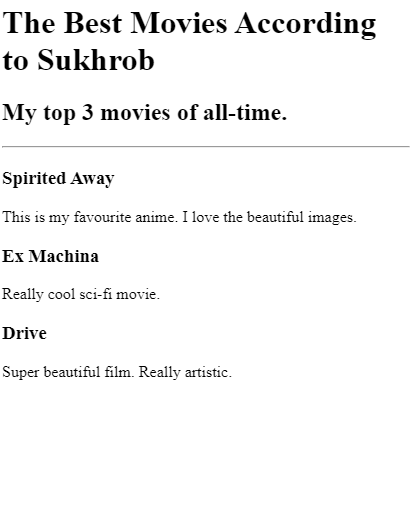 The Best Movies According
to Sukhrob
My top 3 movies of all-time.
Spirited Away
This is my favourite anime. I love the beautiful images.
Ex Machina
Really cool sci-fi movie.
Drive
Super beautiful film. Really artistic.